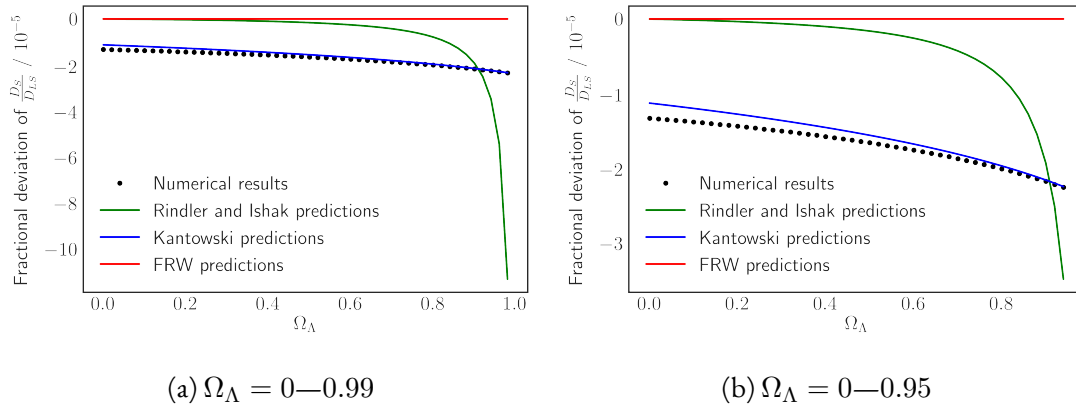 Fractional deviation of D_S/D_LS / 10^−5
0
−2
−4
−6
−8
−10
Numerical results
Rindler and Ishak predictions
Kantowski predictions
FRW predictions
0.0 0.2 0.4 0.6 0.8 1.0
Ω_Λ
(a) Ω_Λ = 0—0.99
Fractional deviation of D_S/D_LS / 10^−5
0
−1
−2
−3
Numerical results
Rindler and Ishak predictions
Kantowski predictions
FRW predictions
0.0 0.2 0.4 0.6 0.8
Ω_Λ
(b) Ω_Λ = 0—0.95